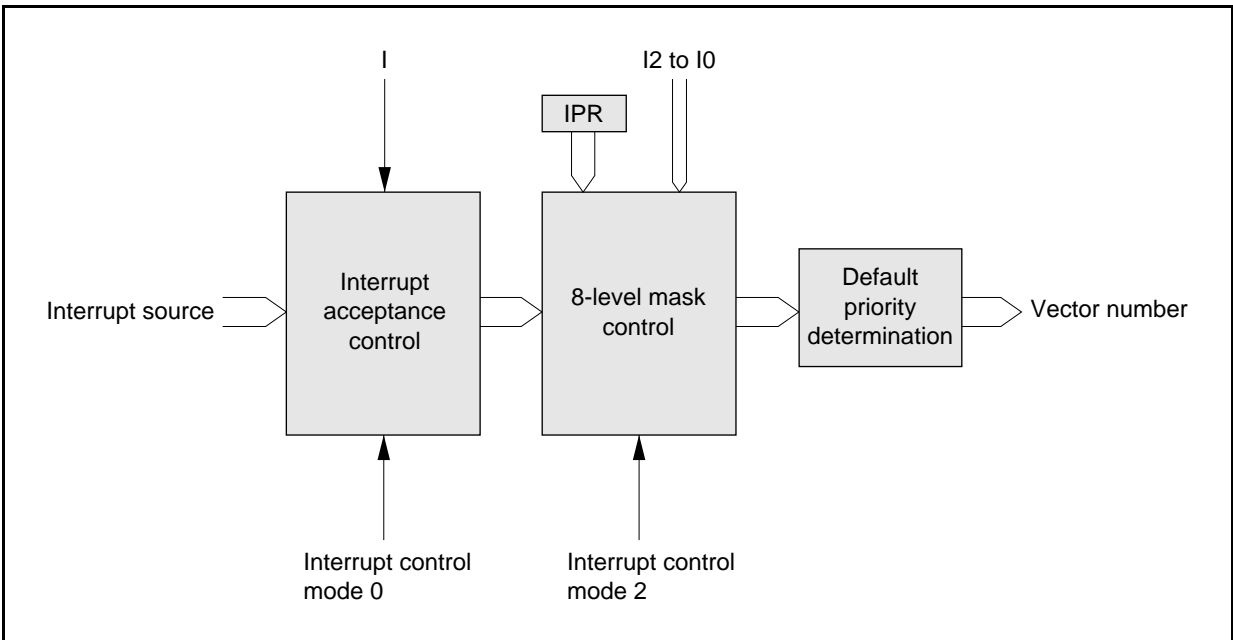 I
I2 to I0
IPR
Interrupt source
Interrupt
acceptance
control
8-level mask
control
Default
priority
determination
Vector number
Interrupt control
mode 0
Interrupt control
mode 2